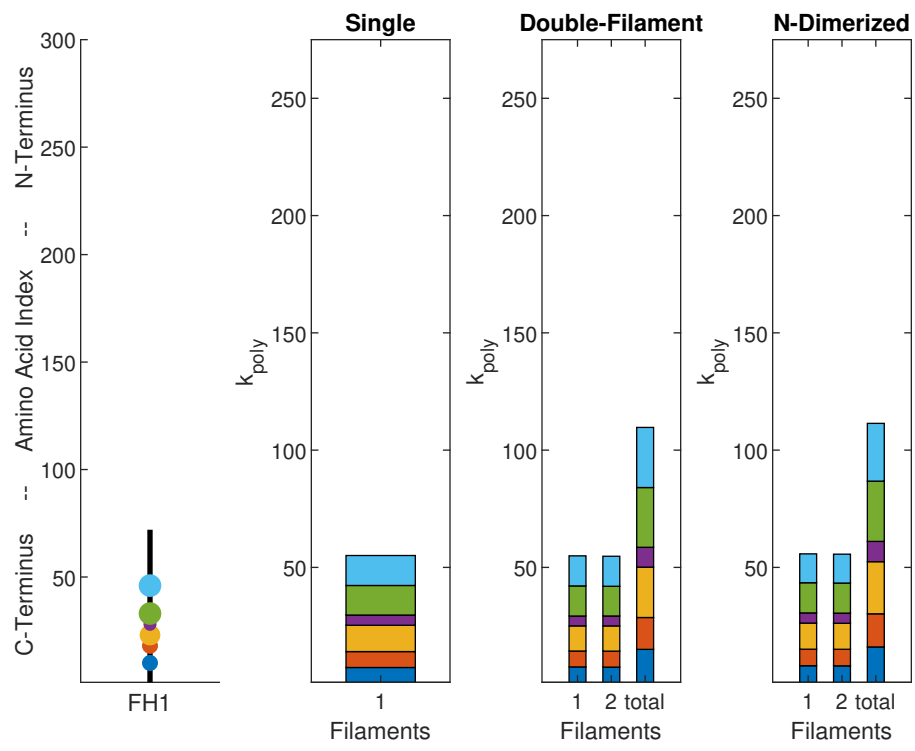 Single
Double-Filament
N-Dimerized
C-Terminus -- Amino Acid Index -- N-Terminus
300
250
200
150
100
50
FH1
k_poly
250
200
150
100
50
1
Filaments
k_poly
250
200
150
100
50
1 2 total
Filaments
k_poly
250
200
150
100
50
1 2 total
Filaments